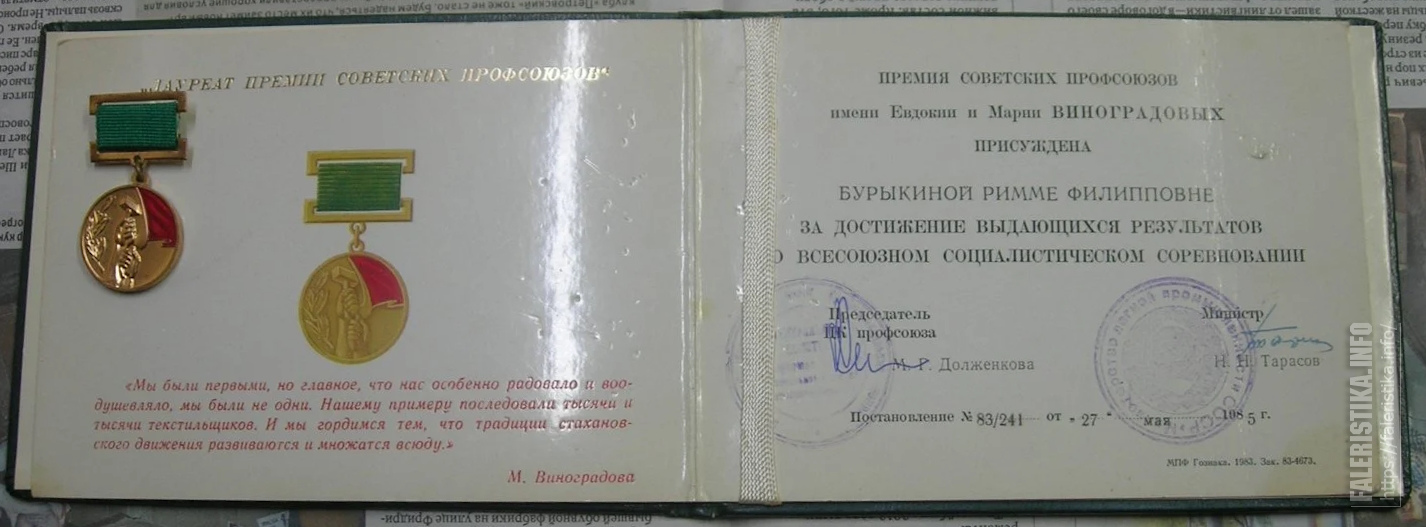 „ЛАУРЕАТ ПРЕМИИ СОВЕТСКИХ ПРОФСОЮЗОВ“
«Мы были первыми, но главное, что нас особенно радовало и воо-
душевляло, мы были не одни. Нашему примеру последовали тысячи и
тысячи текстильщиков. И мы гордимся тем, что традиции стаханов-
ского движения развиваются и множатся всюду.»
М. Виноградова
ПРЕМИЯ СОВЕТСКИХ ПРОФСОЮЗОВ
имени Евдокии и Марии ВИНОГРАДОВЫХ
ПРИСУЖДЕНА
БУРЫКИНОЙ РИММЕ ФИЛИППОВНЕ
ЗА ДОСТИЖЕНИЕ ВЫДАЮЩИХСЯ РЕЗУЛЬТАТОВ
ВСЕСОЮЗНОМ СОЦИАЛИСТИЧЕСКОМ СОРЕВНОВАНИИ
Председатель
ЦК профсоюза
М. Г. Долженкова
Министр
Н. Н. Тарасов
Постановление № 83/241 от „27“ мая 1985 г.
МПФ Гознака. 1983. Зак. 83-4673.
FALERISTIKA.INFO
https://faleristika.info/